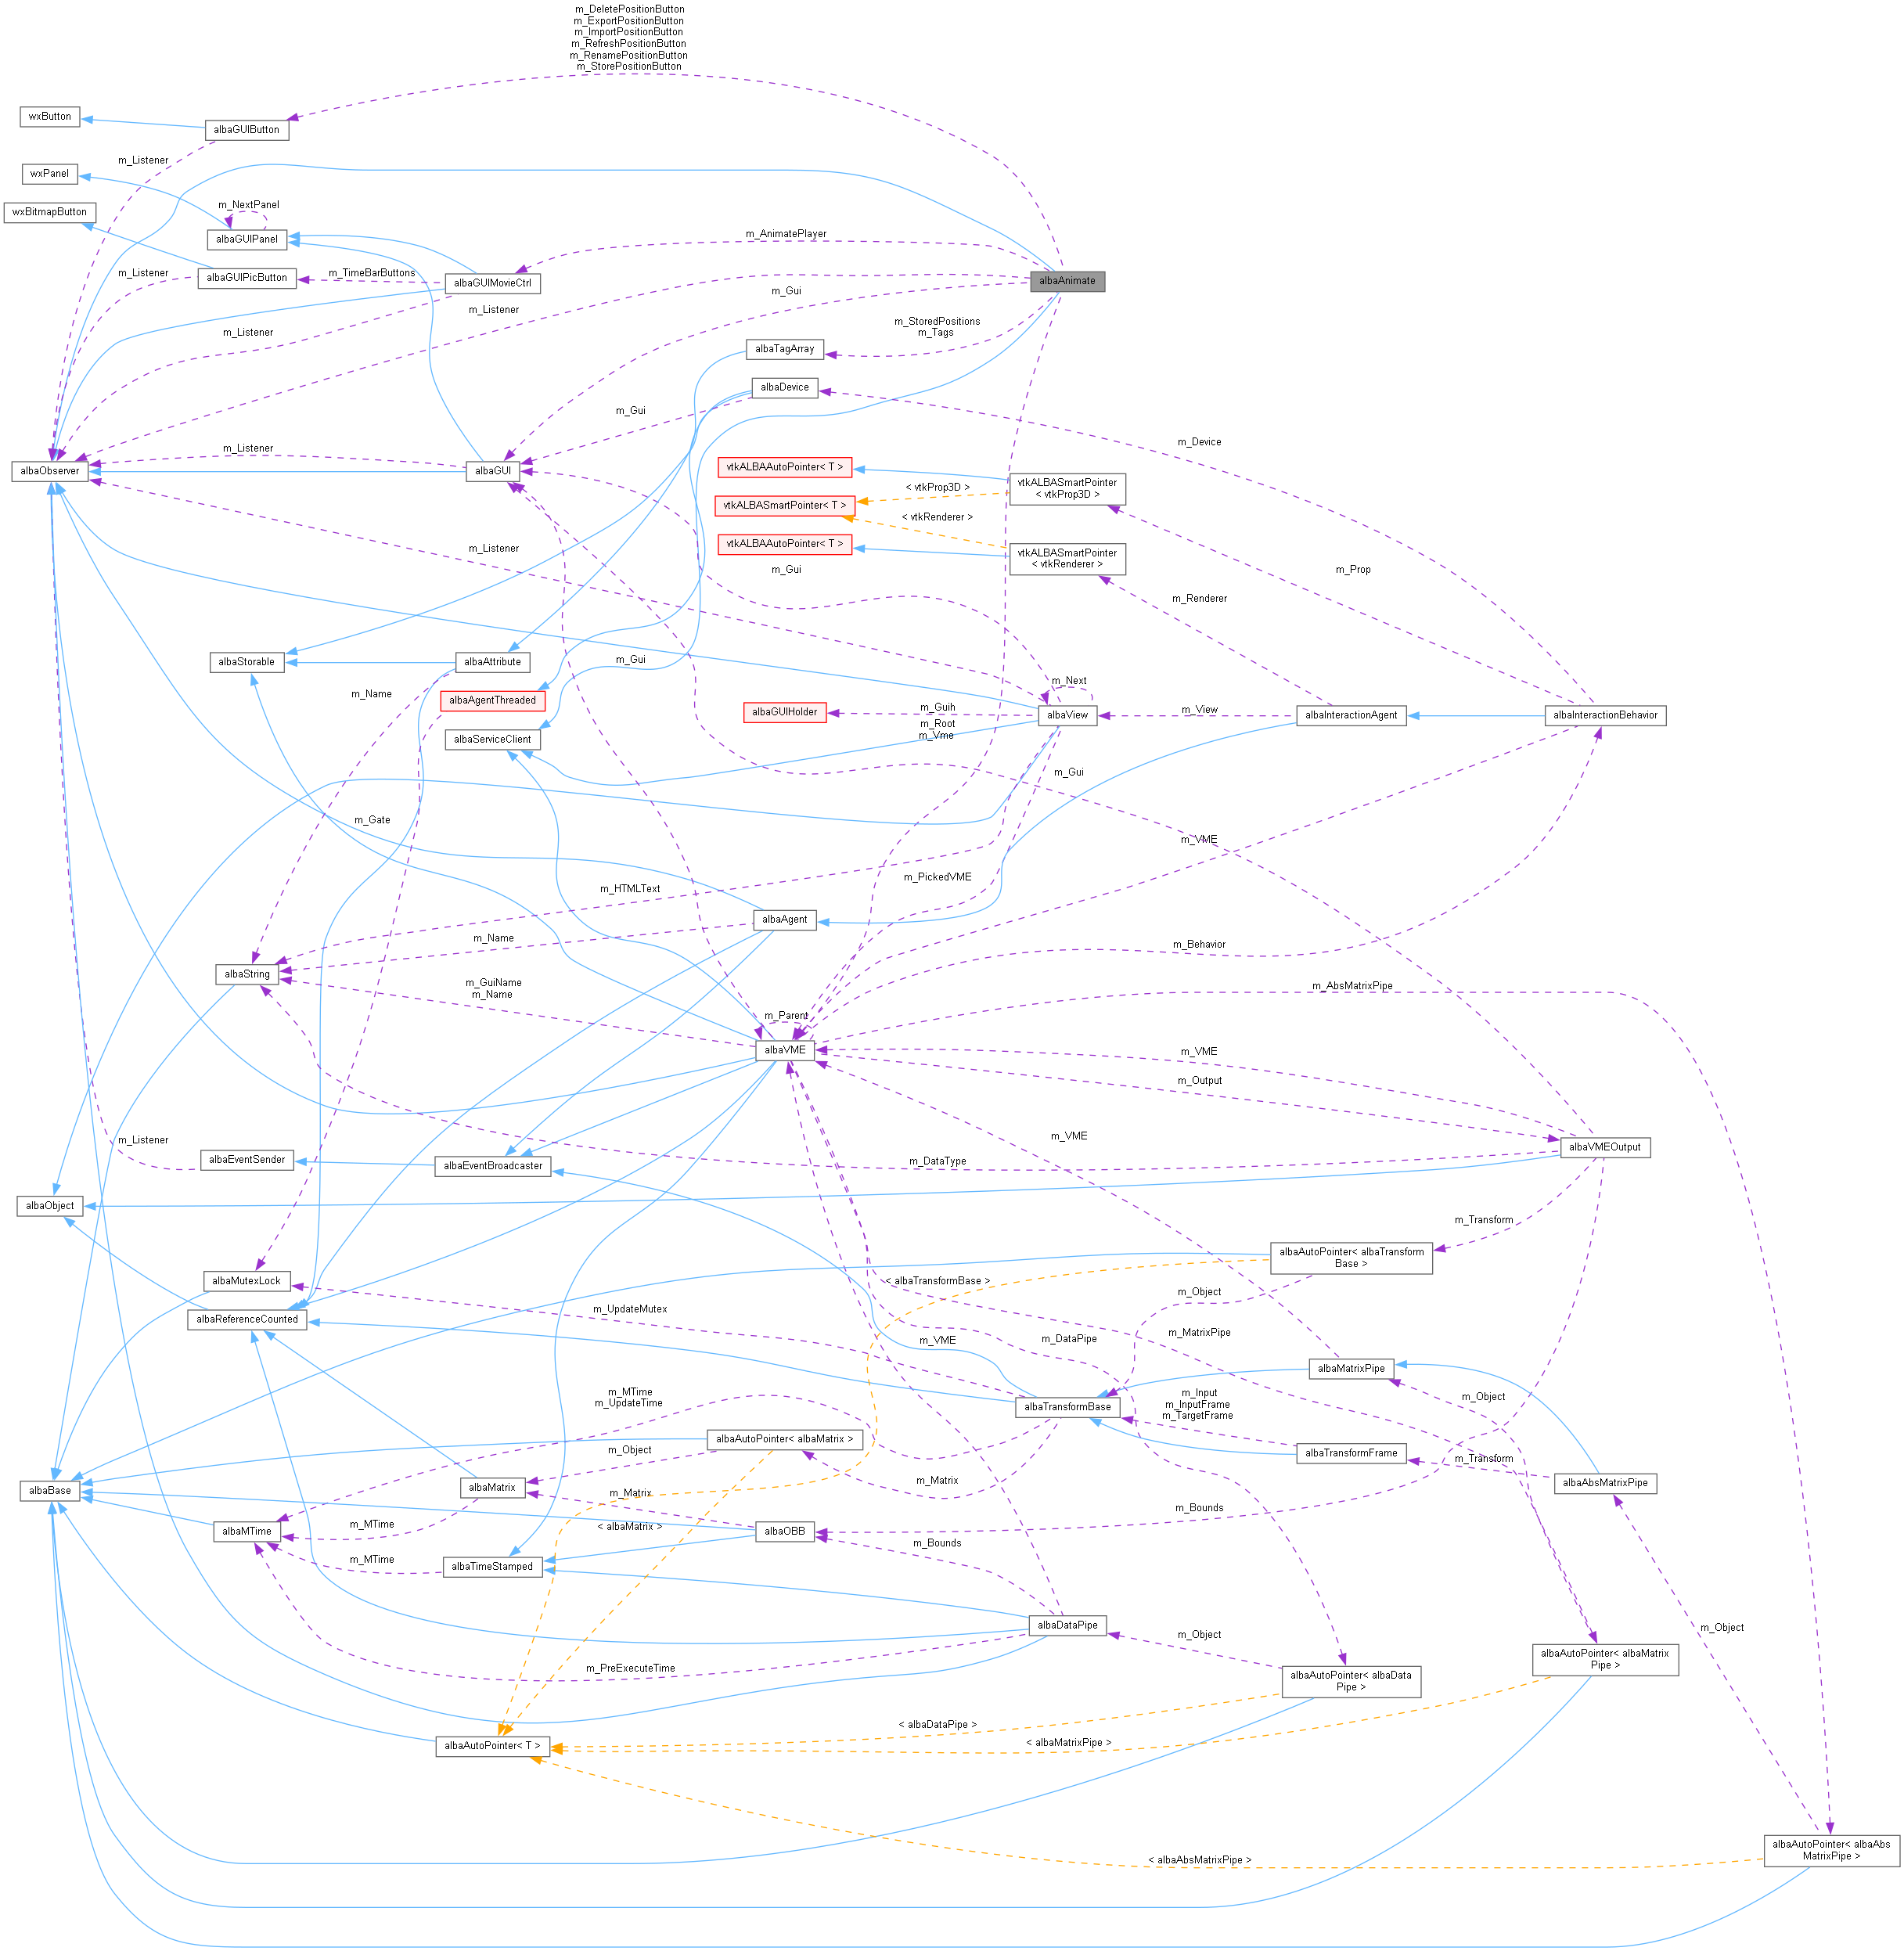 m_DeletePositionButton
m_ExportPositionButton
m_ImportPositionButton
m_RefreshPositionButton
m_RenamePositionButton
m_StorePositionButton
wxButton
albaGUIButton
m_Listener
wxPanel
m_NextPanel
wxBitmapButton
albaGUIPanel
m_AnimatePlayer
albaGUIPicButton
m_Listener
m_TimeBarButtons
albaGUIMovieCtrl
albaAnimate
m_Gui
m_Listener
m_Listener
m_StoredPositions
m_Tags
albaTagArray
albaDevice
m_Gui
m_Device
m_Listener
albaObserver
albaGUI
vtkALBAAutoPointer< T >
vtkALBASmartPointer
< vtkProp3D >
< vtkProp3D >
vtkALBASmartPointer< T >
< vtkRenderer >
vtkALBAAutoPointer< T >
vtkALBASmartPointer
< vtkRenderer >
m_Listener
m_Gui
m_Prop
m_Renderer
albaStorable
albaAttribute
m_Gui
m_Name
albaAgentThreaded
m_Next
albaGUIHolder
m_Guih
albaView
m_View
albaInteractionAgent
albaInteractionBehavior
albaServiceClient
m_Root
m_Vme
m_Gui
m_Gate
m_VME
m_PickedVME
m_HTMLText
albaAgent
m_Name
m_Behavior
albaString
m_GuiName
m_Name
m_AbsMatrixPipe
m_Parent
albaVME
m_VME
m_Output
m_Listener
m_VME
albaVMEOutput
albaEventSender
albaEventBroadcaster
m_DataType
albaObject
m_Transform
albaAutoPointer< albaTransform
Base >
albaMutexLock
< albaTransformBase >
m_Object
albaReferenceCounted
m_UpdateMutex
m_VME
m_DataPipe
m_MatrixPipe
albaMatrixPipe
m_MTime
m_UpdateTime
albaTransformBase
m_Input
m_InputFrame
m_TargetFrame
m_Object
albaAutoPointer< albaMatrix >
m_Object
albaTransformFrame
m_Transform
albaBase
albaMatrix
m_Matrix
m_Matrix
albaAbsMatrixPipe
m_Bounds
albaMTime
m_MTime
< albaMatrix >
albaOBB
m_Bounds
m_MTime
albaTimeStamped
albaDataPipe
m_Object
m_Object
m_PreExecuteTime
albaAutoPointer< albaMatrix
Pipe >
albaAutoPointer< albaData
Pipe >
< albaDataPipe >
albaAutoPointer< T >
< albaMatrixPipe >
albaAutoPointer< albaAbs
MatrixPipe >
< albaAbsMatrixPipe >